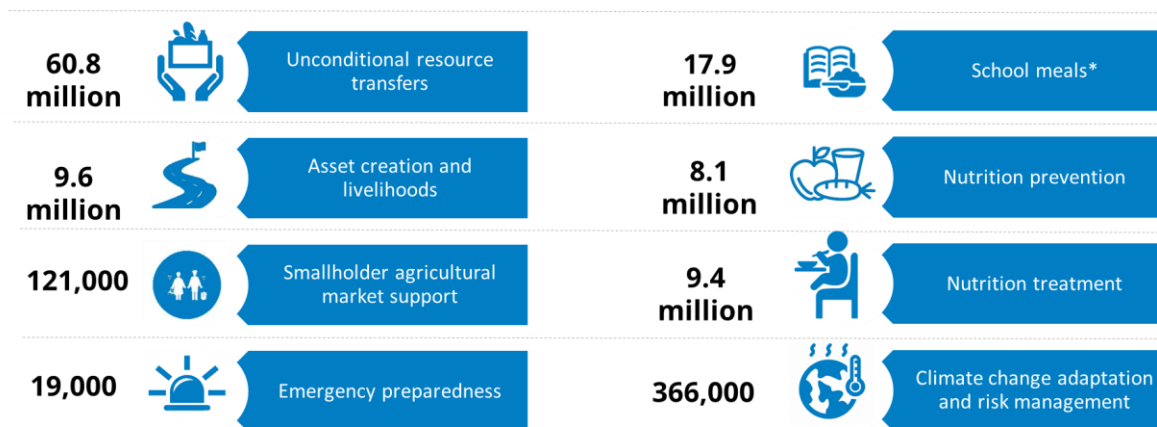 60.8
million
Unconditional resource
transfers
17.9
million
School meals*
9.6
million
Asset creation and
livelihoods
8.1
million
Nutrition prevention
121,000
Smallholder agricultural
market support
9.4
million
Nutrition treatment
19,000
Emergency preparedness
366,000
Climate change adaptation
and risk management